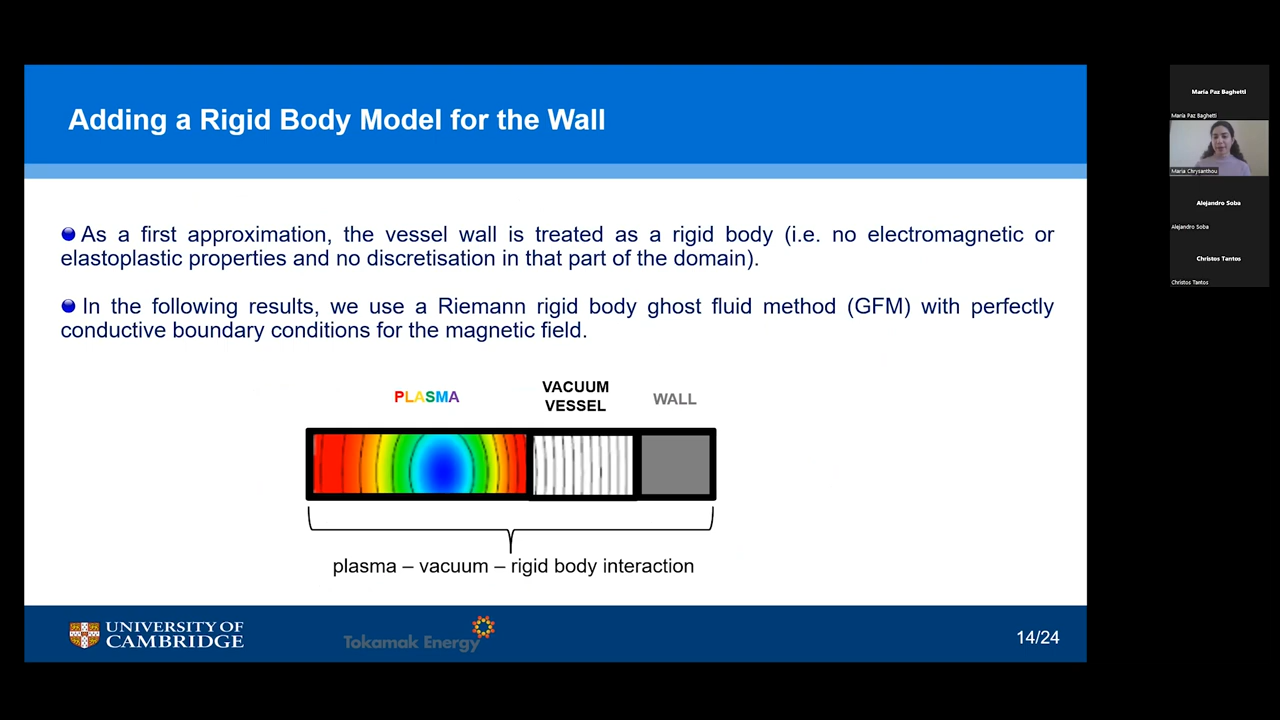 Adding a Rigid Body Model for the Wall
As a first approximation, the vessel wall is treated as a rigid body (i.e. no electromagnetic or
elastoplastic properties and no discretisation in that part of the domain).
In the following results, we use a Riemann rigid body ghost fluid method (GFM) with perfectly
conductive boundary conditions for the magnetic field.
PLASMA
VACUUM
VESSEL
WALL
plasma – vacuum – rigid body interaction
UNIVERSITY OF
CAMBRIDGE
Tokamak Energy
14/24
María Paz Baghetti
María Paz Baghetti
Maria Chrysanthou
Alejandro Soba
Alejandro Soba
Christos Tantos
Christos Tantos